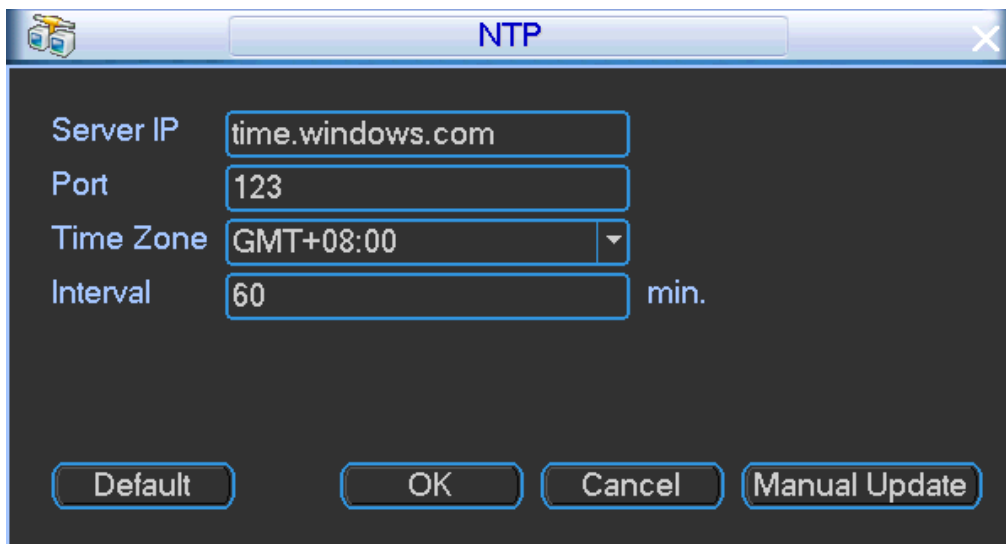 NTP
Server IP time.windows.com
Port 123
Time Zone GMT+08:00
Interval 60 min.
Default OK Cancel Manual Update